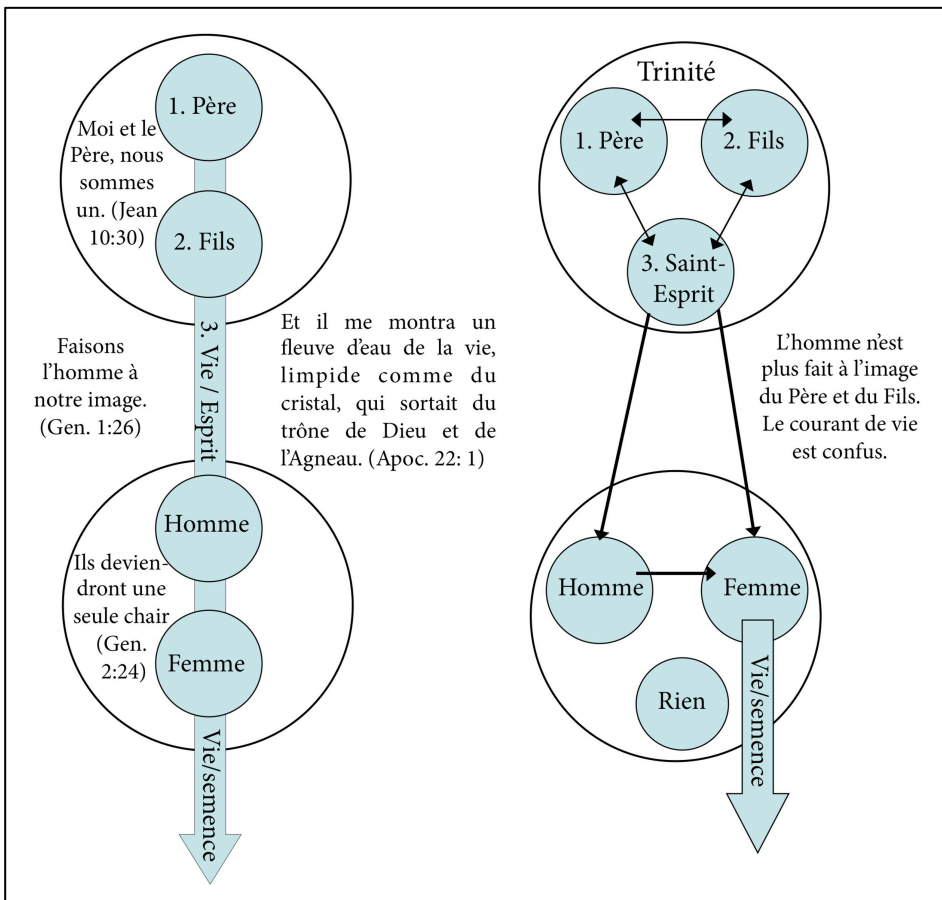 1. Père
Moi et le
Père, nous
sommes
un. (Jean
10:30)
2. Fils
3. Vie / Esprit
Faisons
l’homme à
notre image.
(Gen. 1:26)
Et il me montra un
fleuve d’eau de la vie,
limpide comme du
cristal, qui sortait du
trône de Dieu et de
l’Agneau. (Apoc. 22: 1)
Homme
Ils devien-
dront une
seule chair
(Gen.
2:24)
Femme
Vie/semence
Trinité
1. Père
2. Fils
3. Saint-
Esprit
L’homme n’est
plus fait à l’image
du Père et du Fils.
Le courant de vie
est confus.
Homme
Femme
Rien
Vie/semence